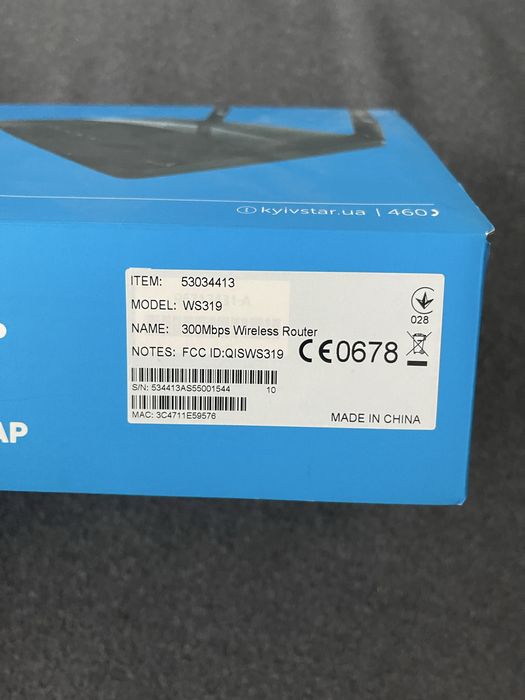 kyivstar.ua | 460
ITEM: 53034413
MODEL: WS319
NAME: 300Mbps Wireless Router
NOTES: FCC ID:QISWS319
CE0678
028
S/N: 534413AS55001544 10
MAC: 3C4711E59576
MADE IN CHINA
AP